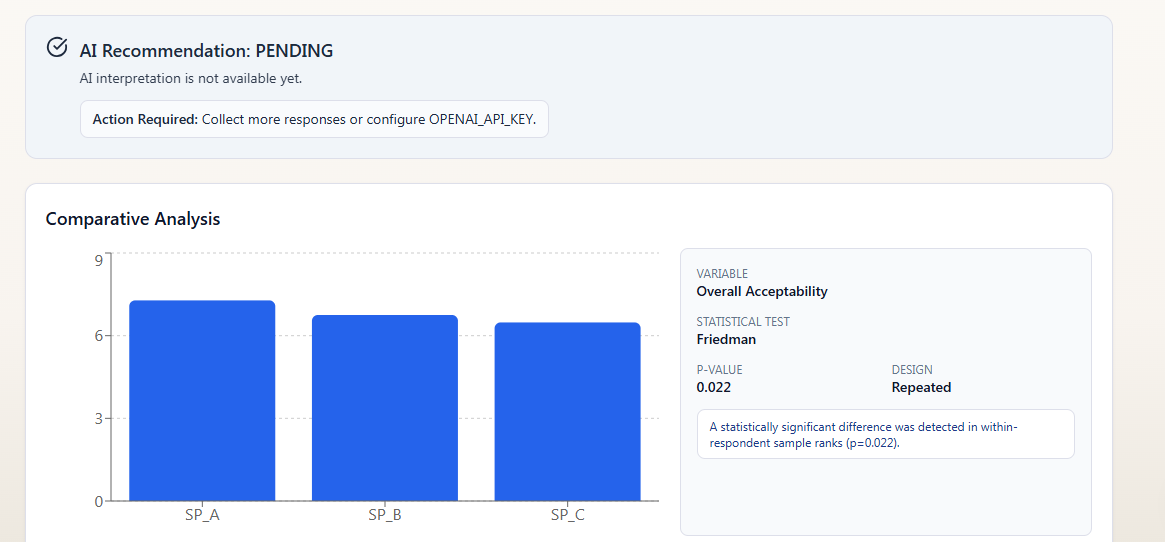 AI Recommendation: PENDING
AI interpretation is not available yet.
Action Required: Collect more responses or configure OPENAI_API_KEY.
Comparative Analysis
9
6
3
0
SP_A
SP_B
SP_C
VARIABLE
Overall Acceptability
STATISTICAL TEST
Friedman
P-VALUE
0.022
DESIGN
Repeated
A statistically significant difference was detected in within-
respondent sample ranks (p=0.022).